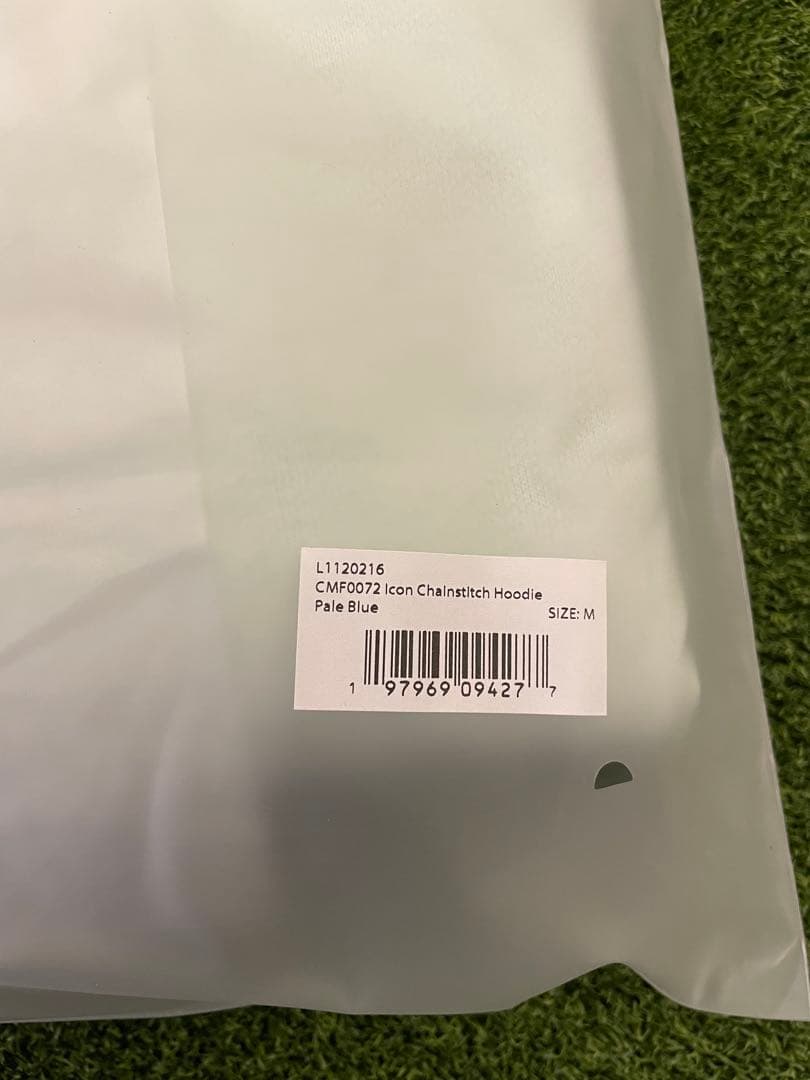 L1120216
CMF0072 Icon Chainstitch Hoodie
Pale Blue
SIZE: M
1 97969 09427 7